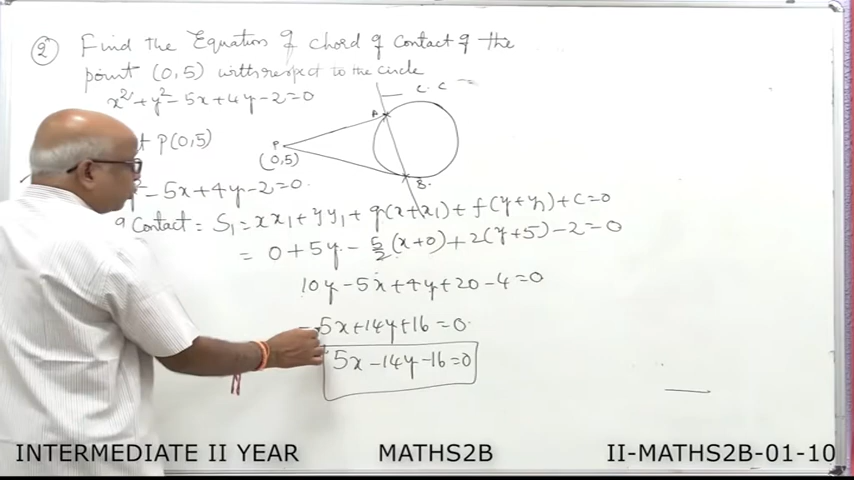 ② Find the Equation of chord of contact of the
point (0,5) with respect to the circle
x²+y²-5x+4y-2=0
L.C.C
A
P(0,5)
P
(0,5)
B.
-5x+4y-2=0.
Contact = S₁ = xx₁+yy₁+g(x+x₁)+f(y+y₁)+c=0
= 0+5y-5/2(x+0)+2(y+5)-2=0
10y-5x+4y+20-4=0
-5x+14y+16=0.
5x-14y-16=0
INTERMEDIATE II YEAR MATHS2B II-MATHS2B-01-10